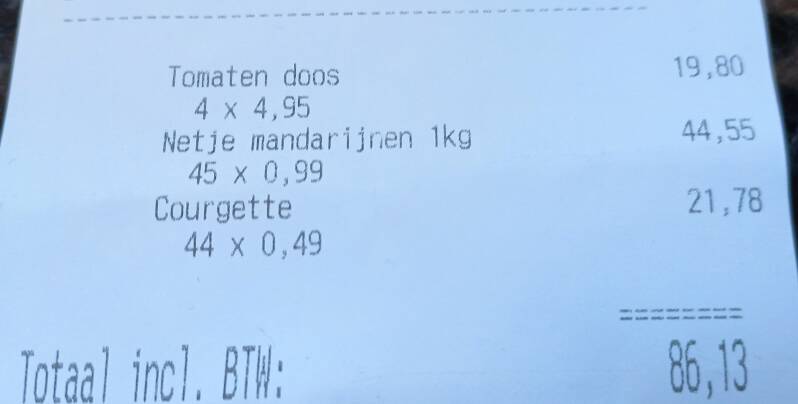 Tomaten doos 19,80
4 x 4,95
Netje mandarijnen 1kg 44,55
45 x 0,99
Courgette 21,78
44 x 0,49
========
Totaal incl. BTW: 86,13